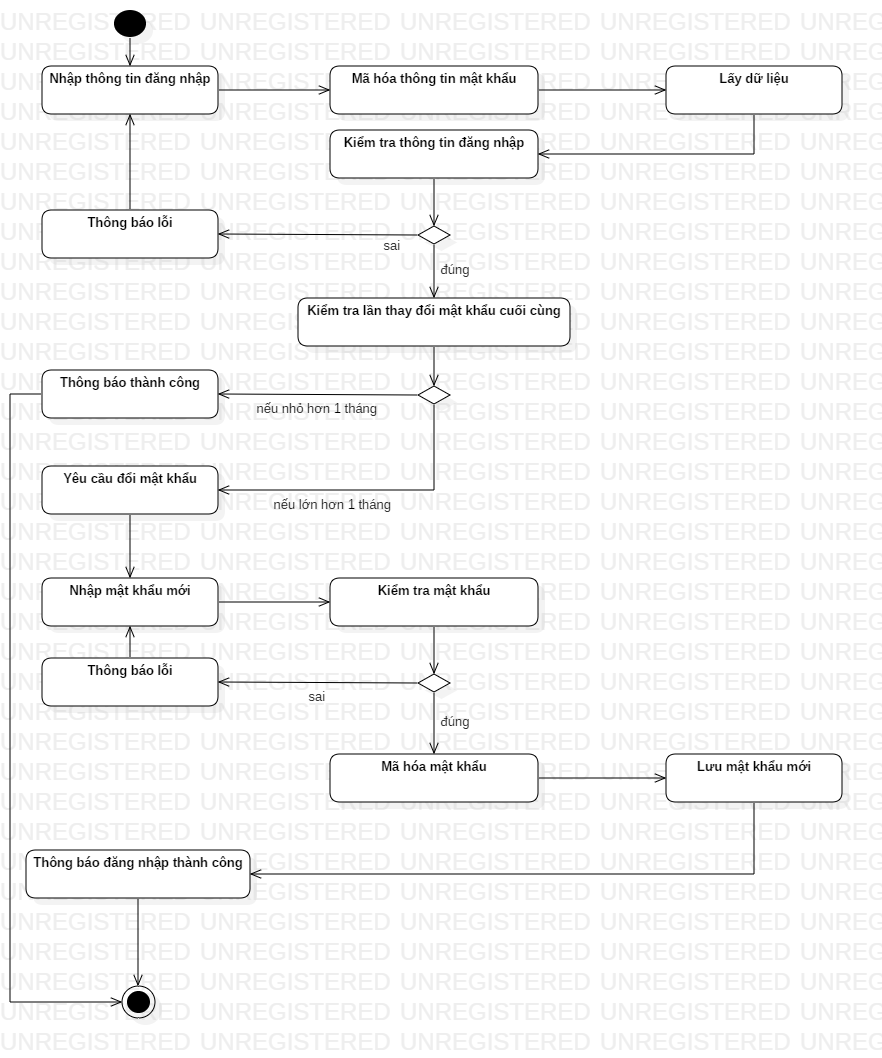 Nhập thông tin đăng nhập
Mã hóa thông tin mật khẩu
Lấy dữ liệu
Kiểm tra thông tin đăng nhập
Thông báo lỗi
sai
đúng
Kiểm tra lần thay đổi mật khẩu cuối cùng
Thông báo thành công
nếu nhỏ hơn 1 tháng
Yêu cầu đổi mật khẩu
nếu lớn hơn 1 tháng
Nhập mật khẩu mới
Kiểm tra mật khẩu
Thông báo lỗi
sai
đúng
Mã hóa mật khẩu
Lưu mật khẩu mới
Thông báo đăng nhập thành công
UNREGISTERED